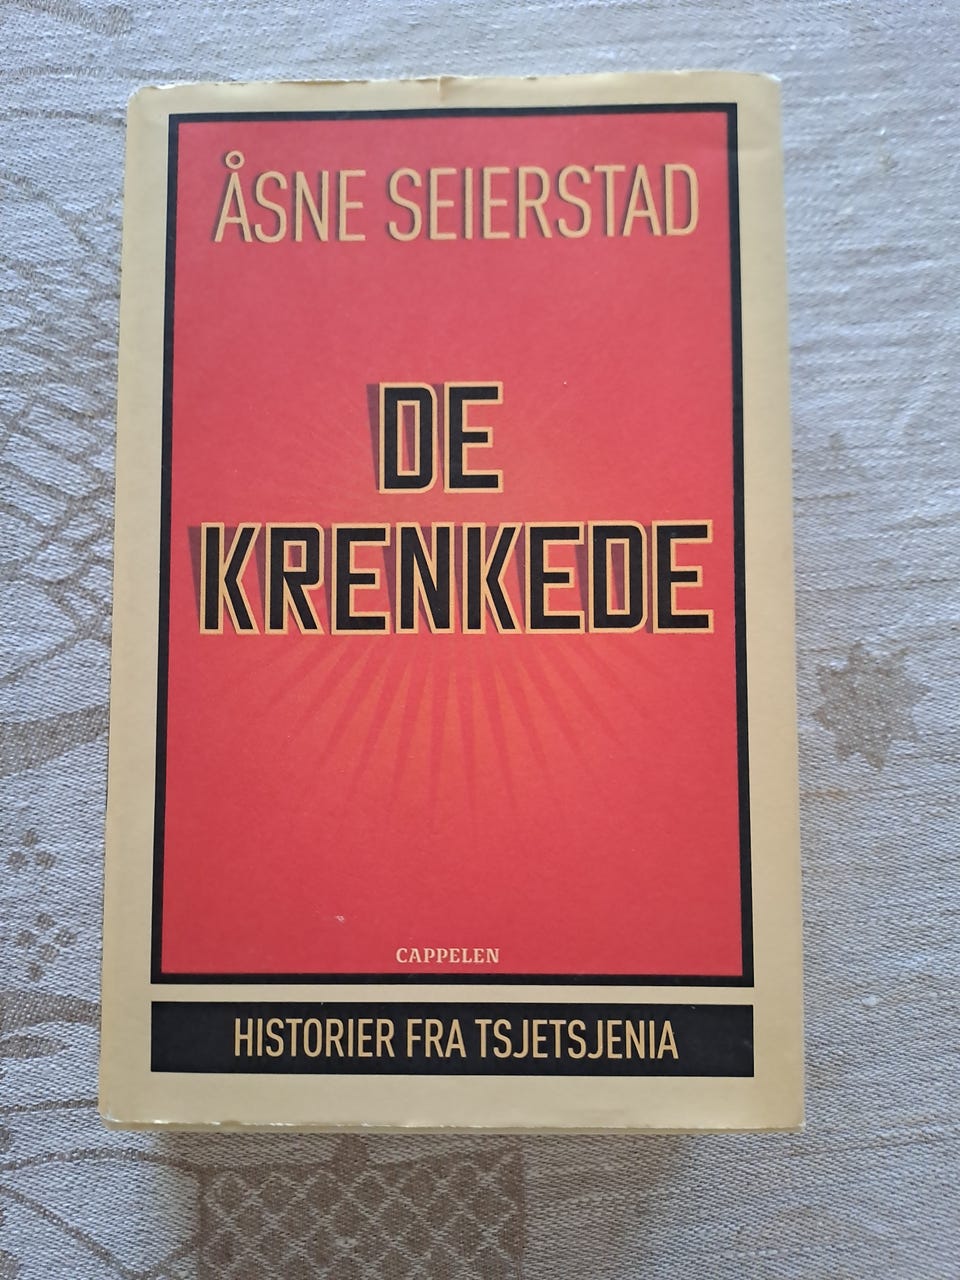 ÅSNE SEIERSTAD
DE
KRENKEDE
CAPPELEN
HISTORIER FRA TSJETSJENIA